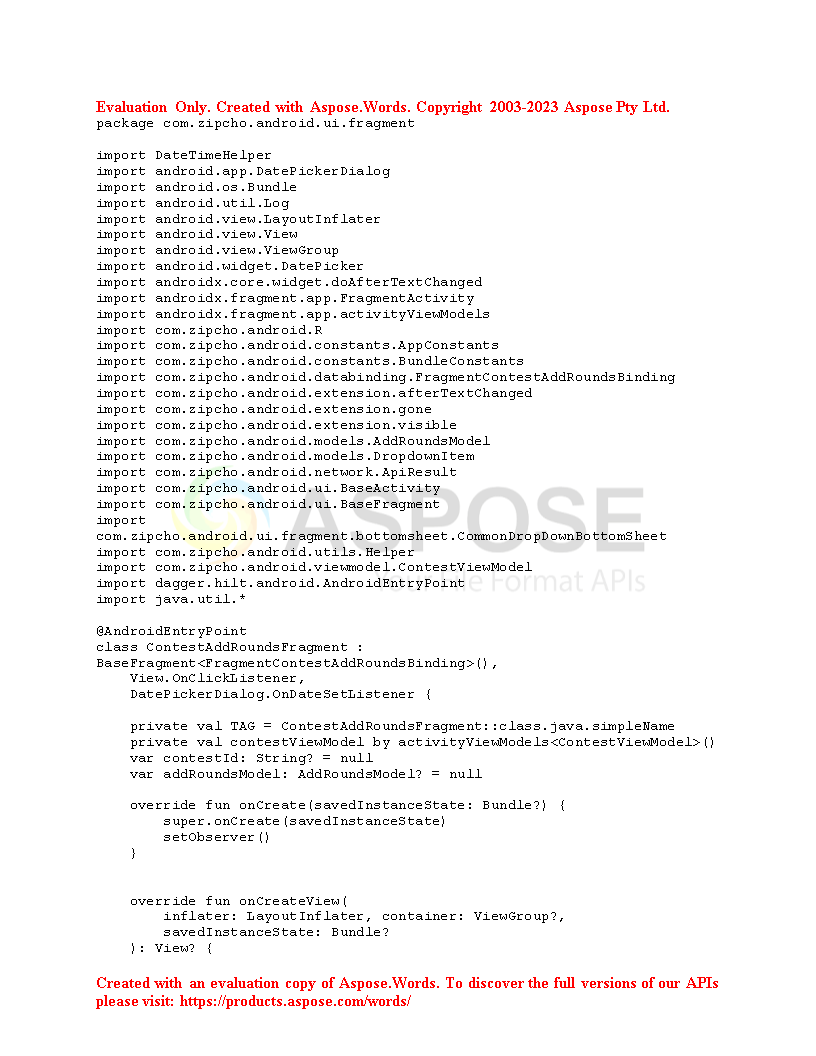 Evaluation Only. Created with Aspose.Words. Copyright 2003-2023 Aspose Pty Ltd.
package com.zipcho.android.ui.fragment

import DateTimeHelper
import android.app.DatePickerDialog
import android.os.Bundle
import android.util.Log
import android.view.LayoutInflater
import android.view.View
import android.view.ViewGroup
import android.widget.DatePicker
import androidx.core.widget.doAfterTextChanged
import androidx.fragment.app.FragmentActivity
import androidx.fragment.app.activityViewModels
import com.zipcho.android.R
import com.zipcho.android.constants.AppConstants
import com.zipcho.android.constants.BundleConstants
import com.zipcho.android.databinding.FragmentContestAddRoundsBinding
import com.zipcho.android.extension.afterTextChanged
import com.zipcho.android.extension.gone
import com.zipcho.android.extension.visible
import com.zipcho.android.models.AddRoundsModel
import com.zipcho.android.models.DropdownItem
import com.zipcho.android.network.ApiResult
import com.zipcho.android.ui.BaseActivity
import com.zipcho.android.ui.BaseFragment
import
com.zipcho.android.ui.fragment.bottomsheet.CommonDropDownBottomSheet
import com.zipcho.android.utils.Helper
import com.zipcho.android.viewmodel.ContestViewModel
import dagger.hilt.android.AndroidEntryPoint
import java.util.*
ASPOSE
Format APIs

@AndroidEntryPoint
class ContestAddRoundsFragment :
BaseFragment<FragmentContestAddRoundsBinding>(),
    View.OnClickListener,
    DatePickerDialog.OnDateSetListener {

    private val TAG = ContestAddRoundsFragment::class.java.simpleName
    private val contestViewModel by activityViewModels<ContestViewModel>()
    var contestId: String? = null
    var addRoundsModel: AddRoundsModel? = null

    override fun onCreate(savedInstanceState: Bundle?) {
        super.onCreate(savedInstanceState)
        setObserver()
    }


    override fun onCreateView(
        inflater: LayoutInflater, container: ViewGroup?,
        savedInstanceState: Bundle?
    ): View? {

Created with an evaluation copy of Aspose.Words. To discover the full versions of our APIs
please visit: https://products.aspose.com/words/